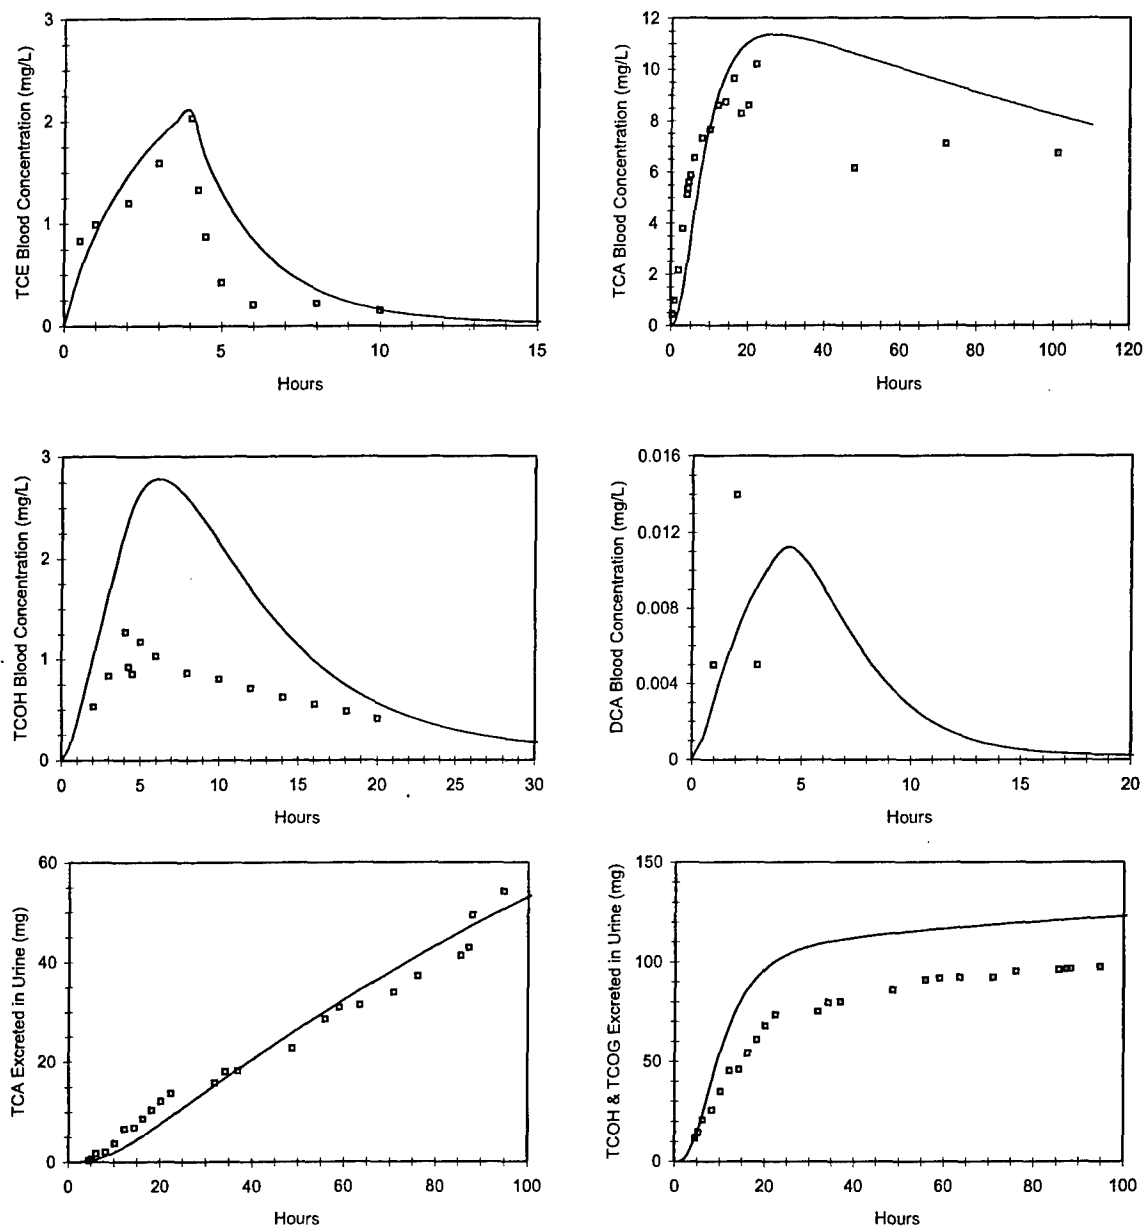 TCE Blood Concentration (mg/L)
3
2
1
0
0 5 10 15
Hours
TCA Blood Concentration (mg/L)
12
10
8
6
4
2
0
0 20 40 60 80 100 120
Hours
TCOH Blood Concentration (mg/L)
3
2
1
0
0 5 10 15 20 25 30
Hours
DCA Blood Concentration (mg/L)
0.016
0.012
0.008
0.004
0
0 5 10 15 20
Hours
TCA Excreted in Urine (mg)
60
40
20
0
0 20 40 60 80 100
Hours
TCOH & TCOG Excreted in Urine (mg)
150
100
50
0
0 20 40 60 80 100
Hours